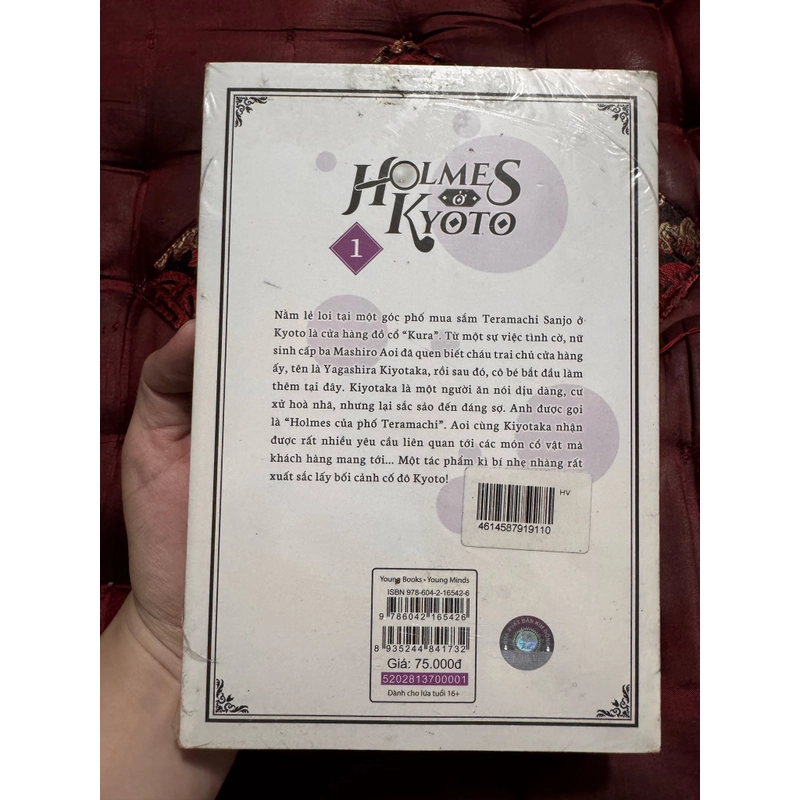 HOLMES
Ở
KYOTO
1
Nằm lẻ loi tại một góc phố mua sắm Teramachi Sanjo ở
Kyoto là cửa hàng đồ cổ “Kura”. Từ một sự việc tình cờ, nữ
sinh cấp ba Mashiro Aoi đã quen biết cháu trai chủ cửa hàng
ấy, tên là Yagashira Kiyotaka, rồi sau đó, cô bé bắt đầu làm
thêm tại đây. Kiyotaka là một người ăn nói dịu dàng, cư
xử hoà nhã, nhưng lại sắc sảo đến đáng sợ. Anh được gọi
là “Holmes của phố Teramachi”. Aoi cùng Kiyotaka nhận
được rất nhiều yêu cầu liên quan tới các món cổ vật mà
khách hàng mang tới... Một tác phẩm kì bí nhẹ nhàng rất
xuất sắc lấy bối cảnh cố đô Kyoto!
HV
4614587919110
Young Books • Young Minds
ISBN 978-604-2-16542-6
9 786042 165426
8 935244 841732
Giá: 75.000đ
5202813700001
Dành cho lứa tuổi 16+